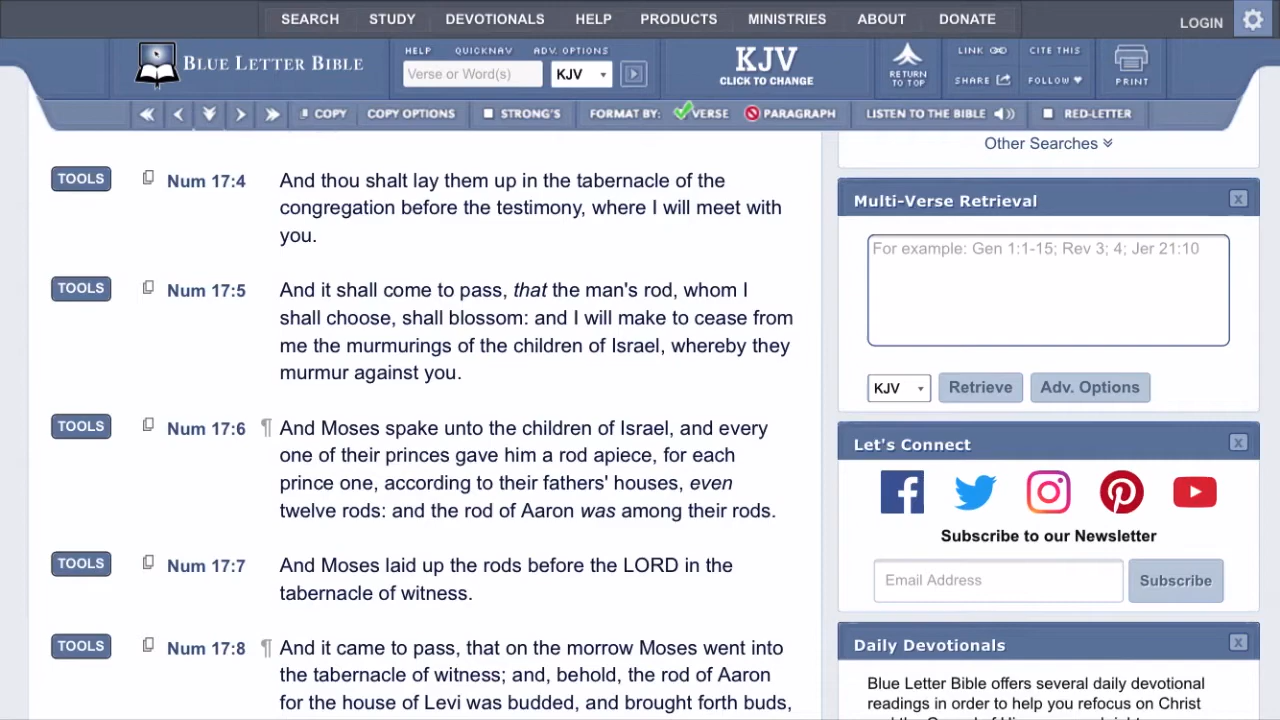 SEARCH STUDY DEVOTIONALS HELP PRODUCTS MINISTRIES ABOUT DONATE LOGIN
BLUE LETTER BIBLE
HELP QUICKNAV ADV. OPTIONS
Verse or Word(s) KJV
KJV
CLICK TO CHANGE
RETURN
TO TOP
LINK CITE THIS
SHARE FOLLOW
PRINT
COPY COPY OPTIONS STRONG'S FORMAT BY: VERSE PARAGRAPH LISTEN TO THE BIBLE RED-LETTER
TOOLS Num 17:4 And thou shalt lay them up in the tabernacle of the
congregation before the testimony, where I will meet with
you.
TOOLS Num 17:5 And it shall come to pass, that the man's rod, whom I
shall choose, shall blossom: and I will make to cease from
me the murmurings of the children of Israel, whereby they
murmur against you.
TOOLS Num 17:6 ¶ And Moses spake unto the children of Israel, and every
one of their princes gave him a rod apiece, for each
prince one, according to their fathers' houses, even
twelve rods: and the rod of Aaron was among their rods.
TOOLS Num 17:7 And Moses laid up the rods before the LORD in the
tabernacle of witness.
TOOLS Num 17:8 ¶ And it came to pass, that on the morrow Moses went into
the tabernacle of witness; and, behold, the rod of Aaron
for the house of Levi was budded, and brought forth buds,
Other Searches
Multi-Verse Retrieval x
For example: Gen 1:1-15; Rev 3; 4; Jer 21:10
KJV Retrieve Adv. Options
Let's Connect x
Subscribe to our Newsletter
Email Address Subscribe
Daily Devotionals x
Blue Letter Bible offers several daily devotional
readings in order to help you refocus on Christ